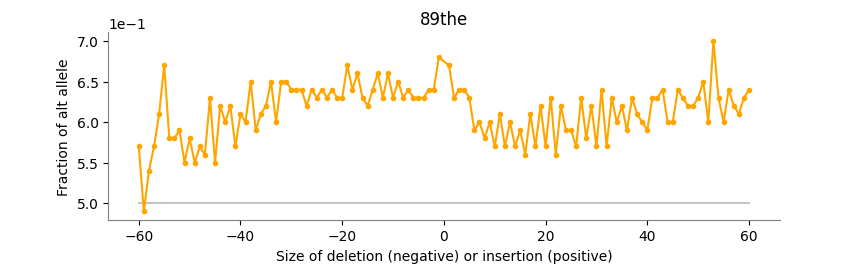 89the
1e−1
7.0
6.5
6.0
5.5
5.0
Fraction of alt allele
−60 −40 −20 0 20 40 60
Size of deletion (negative) or insertion (positive)